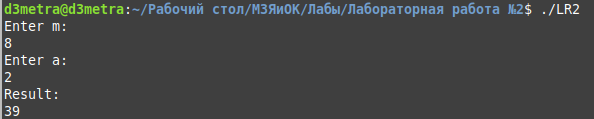 d3metra@d3metra:~/Рабочий стол/МЗЯиОК/Лабы/Лабораторная работа №2$ ./LR2
Enter m:
8
Enter a:
2
Result:
39